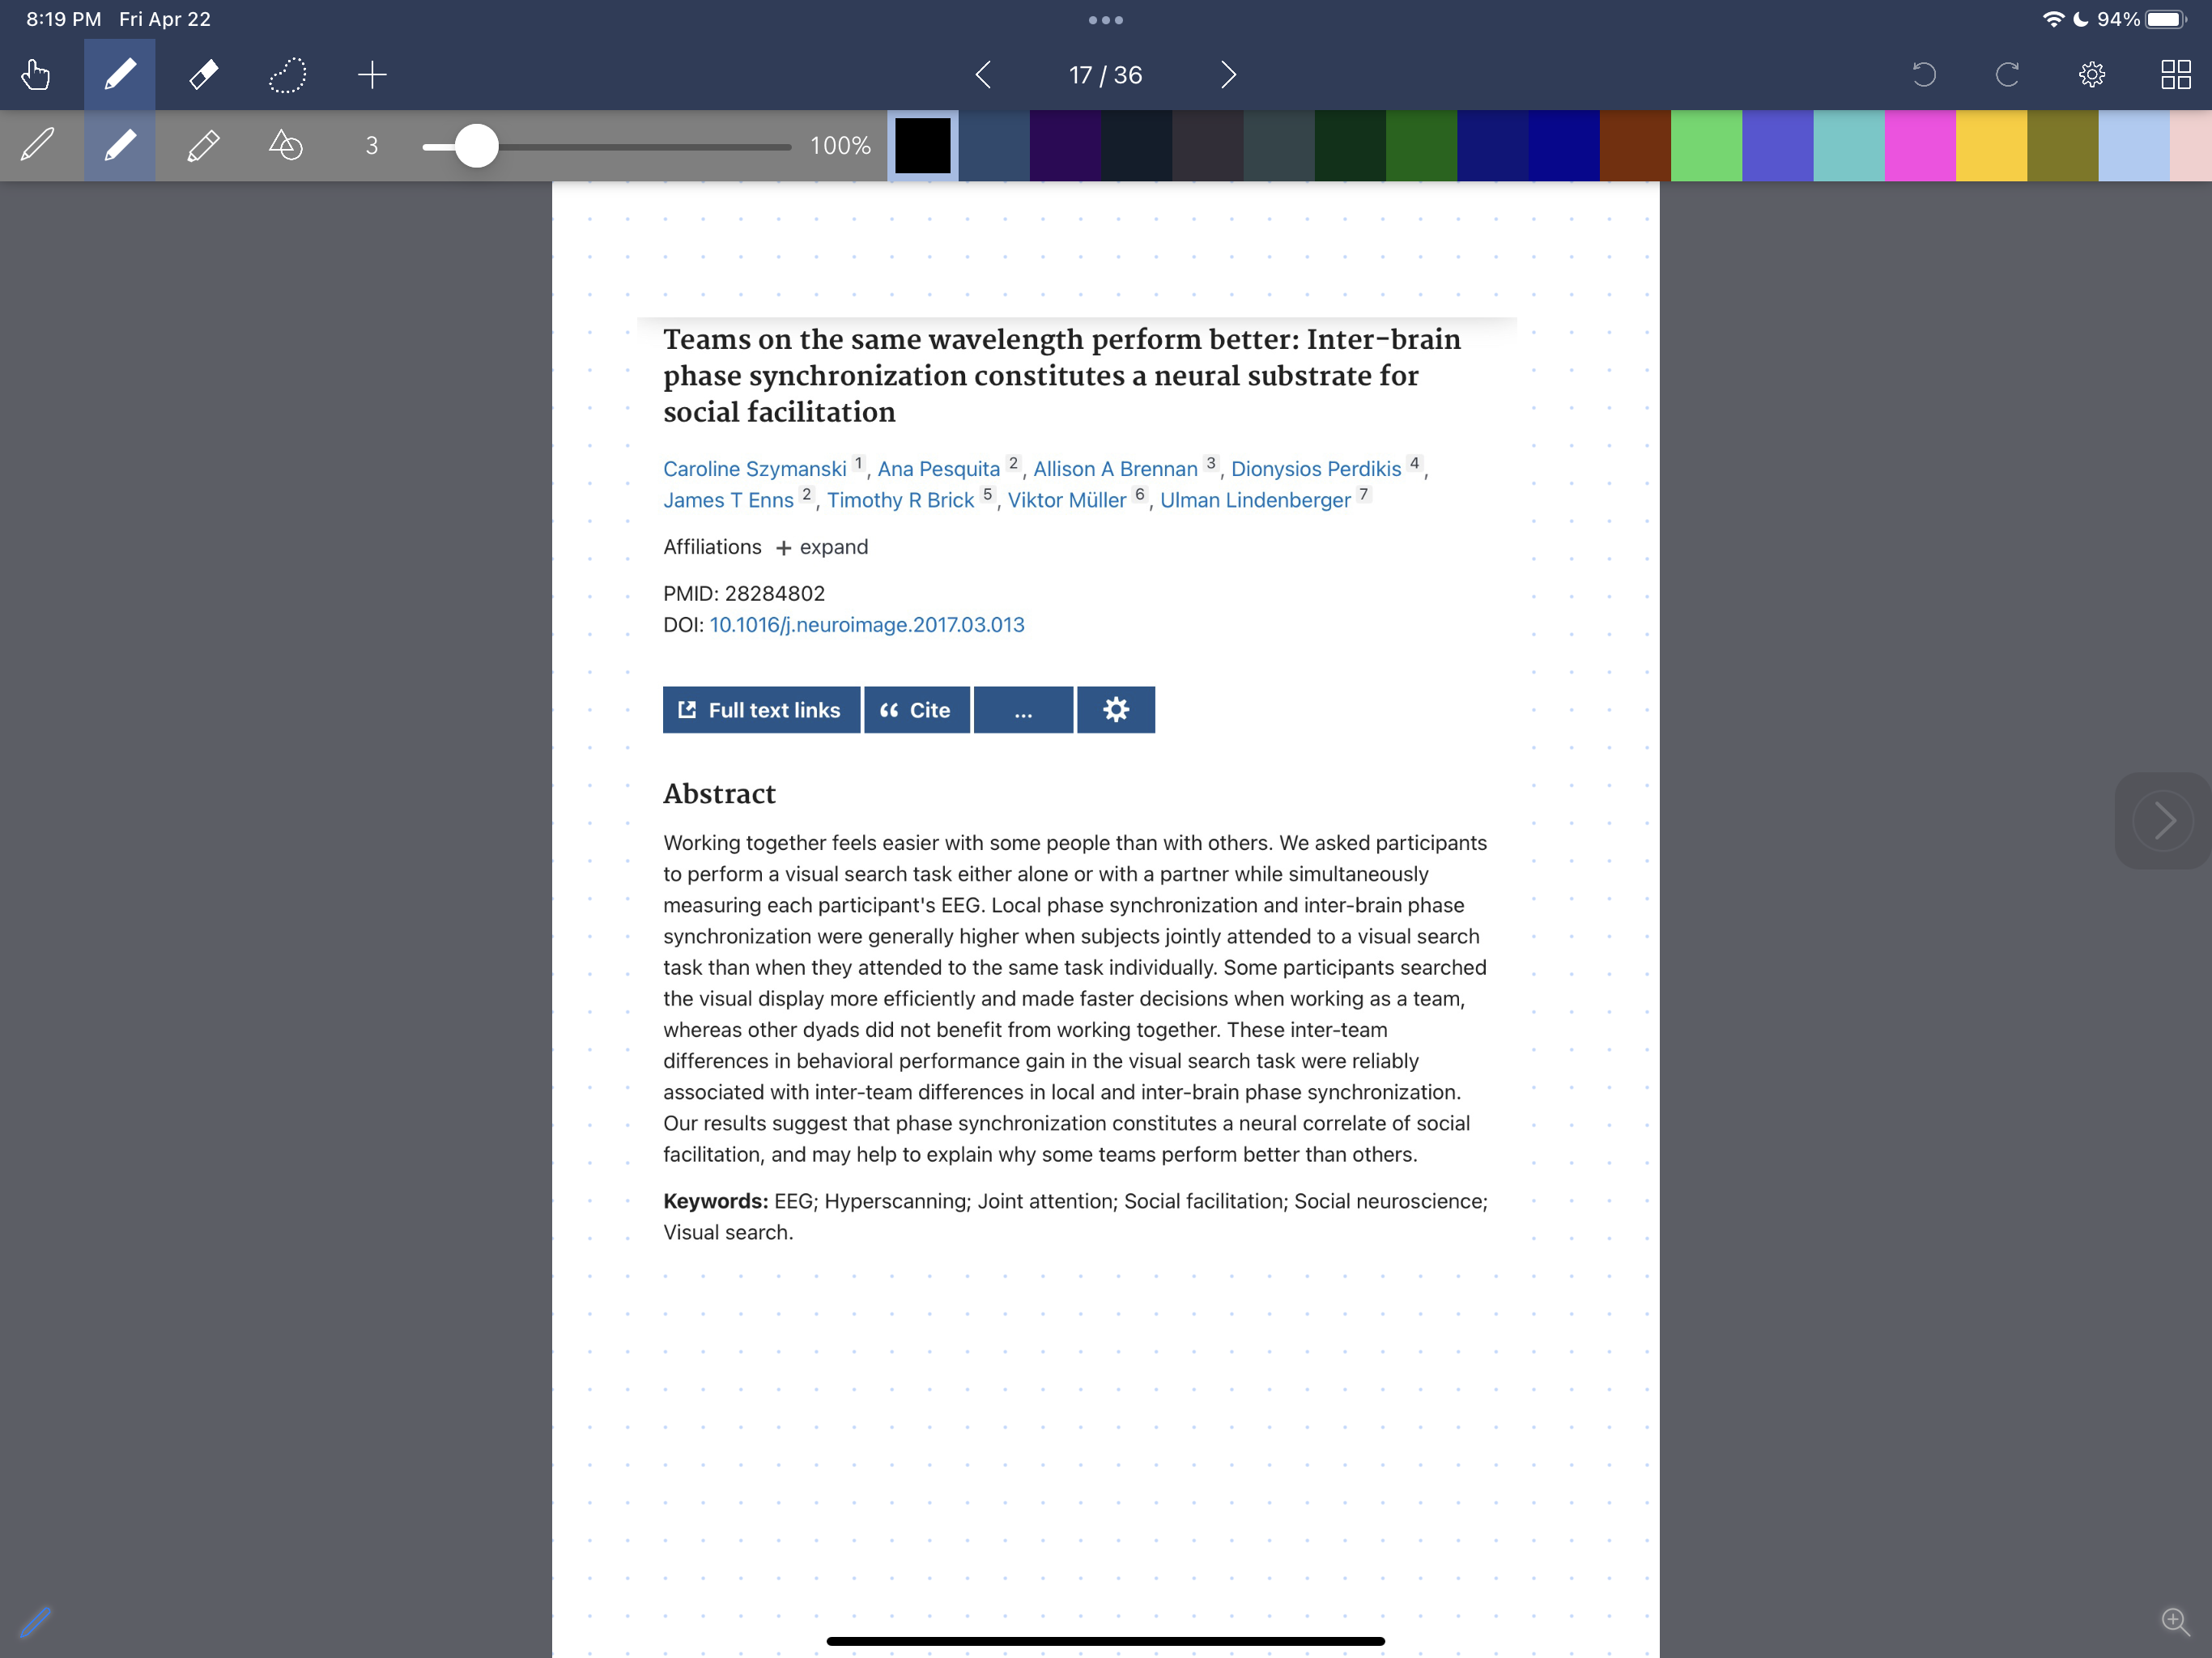 8:19 PM Fri Apr 22
94%
17 / 36
3
100%
Teams on the same wavelength perform better: Inter-brain
phase synchronization constitutes a neural substrate for
social facilitation
Caroline Szymanski 1, Ana Pesquita 2, Allison A Brennan 3, Dionysios Perdikis 4,
James T Enns 2, Timothy R Brick 5, Viktor Müller 6, Ulman Lindenberger 7
Affiliations + expand
PMID: 28284802
DOI: 10.1016/j.neuroimage.2017.03.013
Full text links
Cite
...
Abstract
Working together feels easier with some people than with others. We asked participants
to perform a visual search task either alone or with a partner while simultaneously
measuring each participant's EEG. Local phase synchronization and inter-brain phase
synchronization were generally higher when subjects jointly attended to a visual search
task than when they attended to the same task individually. Some participants searched
the visual display more efficiently and made faster decisions when working as a team,
whereas other dyads did not benefit from working together. These inter-team
differences in behavioral performance gain in the visual search task were reliably
associated with inter-team differences in local and inter-brain phase synchronization.
Our results suggest that phase synchronization constitutes a neural correlate of social
facilitation, and may help to explain why some teams perform better than others.
Keywords: EEG; Hyperscanning; Joint attention; Social facilitation; Social neuroscience;
Visual search.